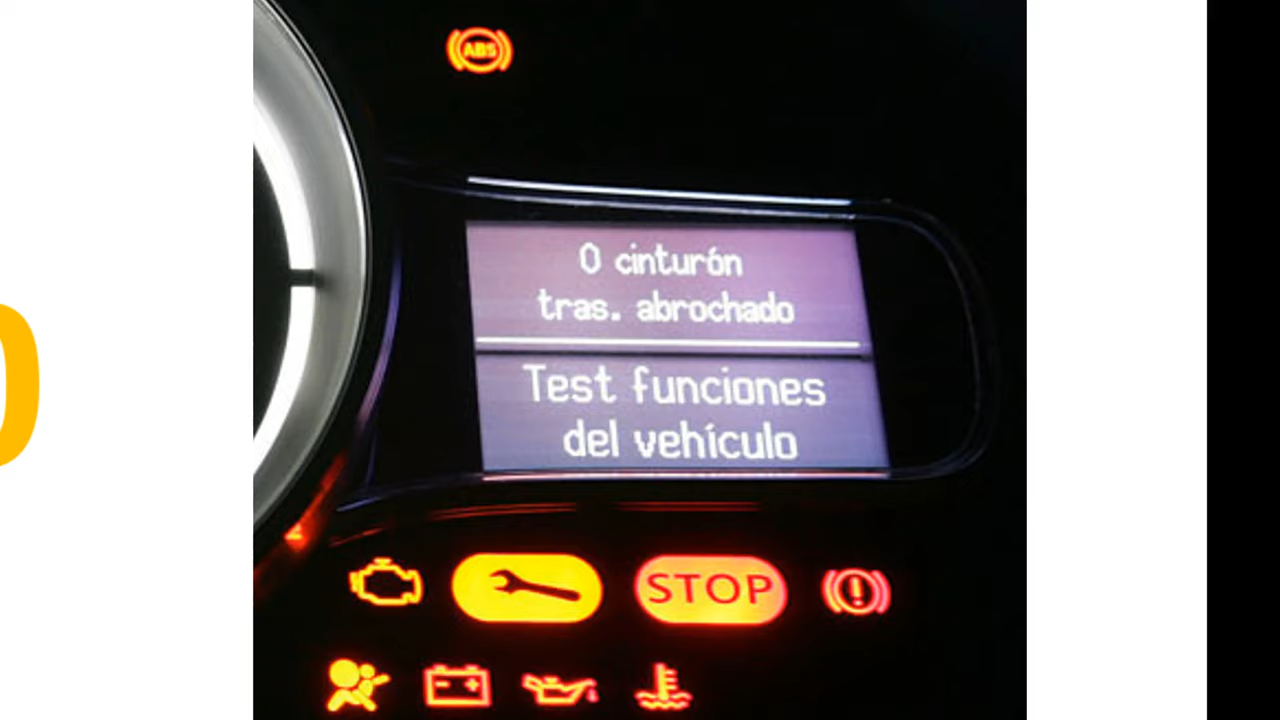 ABS
0 cinturón
tras. abrochado
Test funciones
del vehículo
STOP